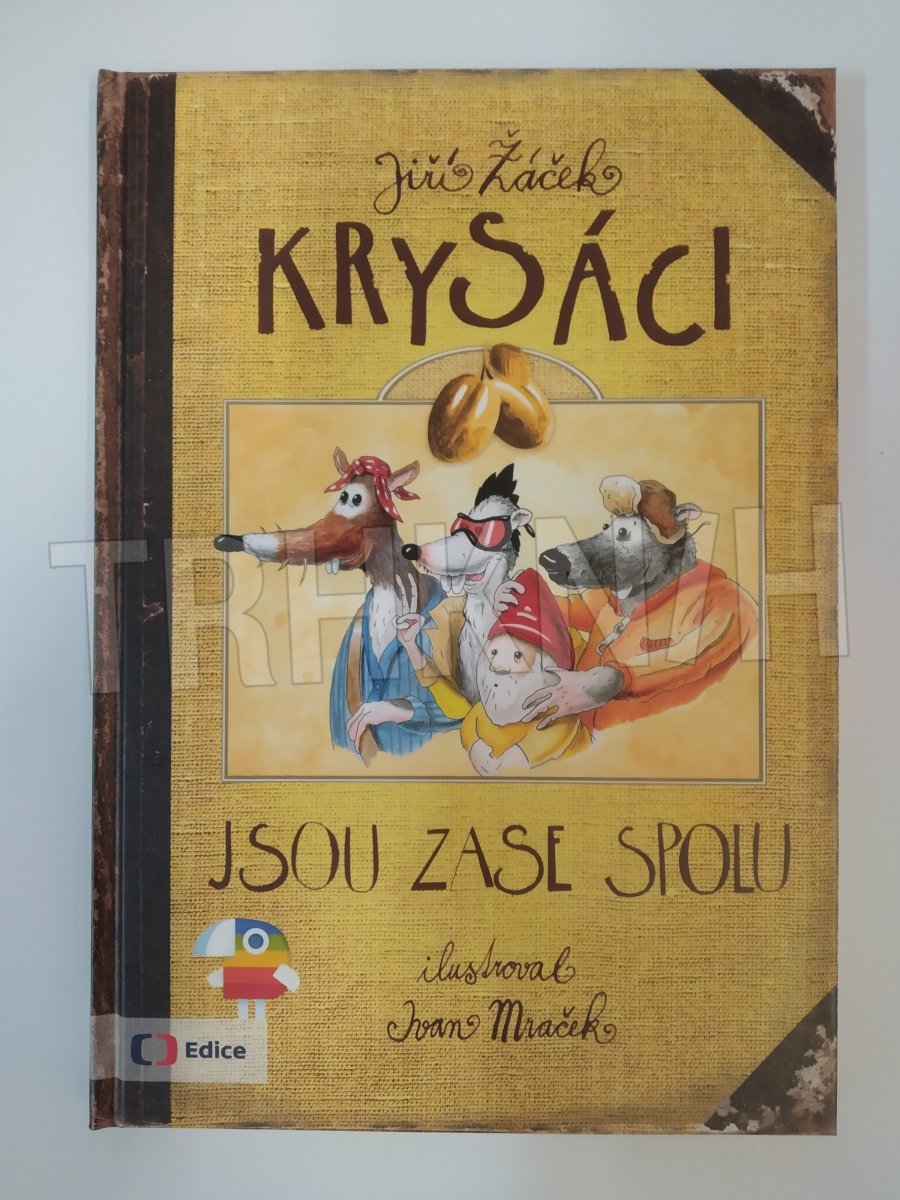 Jiří Žáček
KRYSÁCI
JSOU ZASE SPOLU
ilustroval
Ivan Mraček
Edice